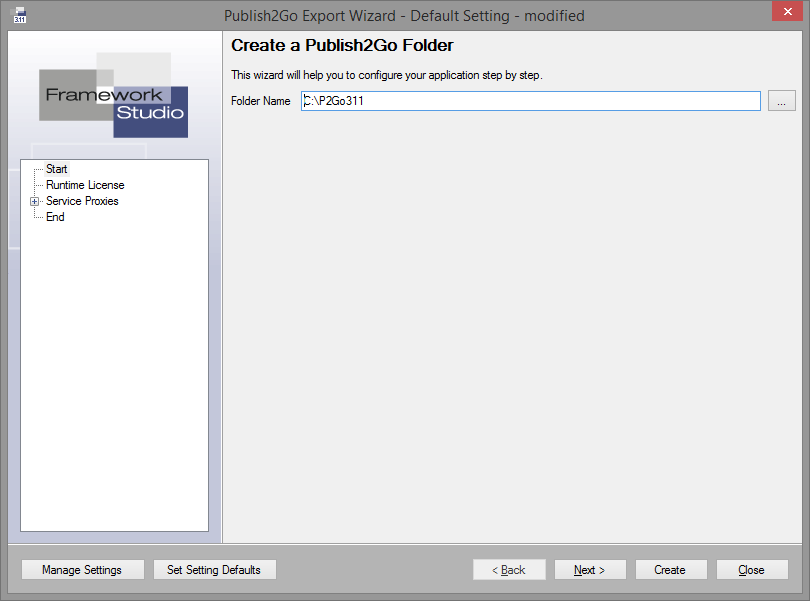 3.11
Publish2Go Export Wizard - Default Setting - modified
Framework
Studio
Create a Publish2Go Folder
This wizard will help you to configure your application step by step.
Folder Name
C:\P2Go311
...
Start
Runtime License
Service Proxies
End
Manage Settings
Set Setting Defaults
< Back
Next >
Create
Close